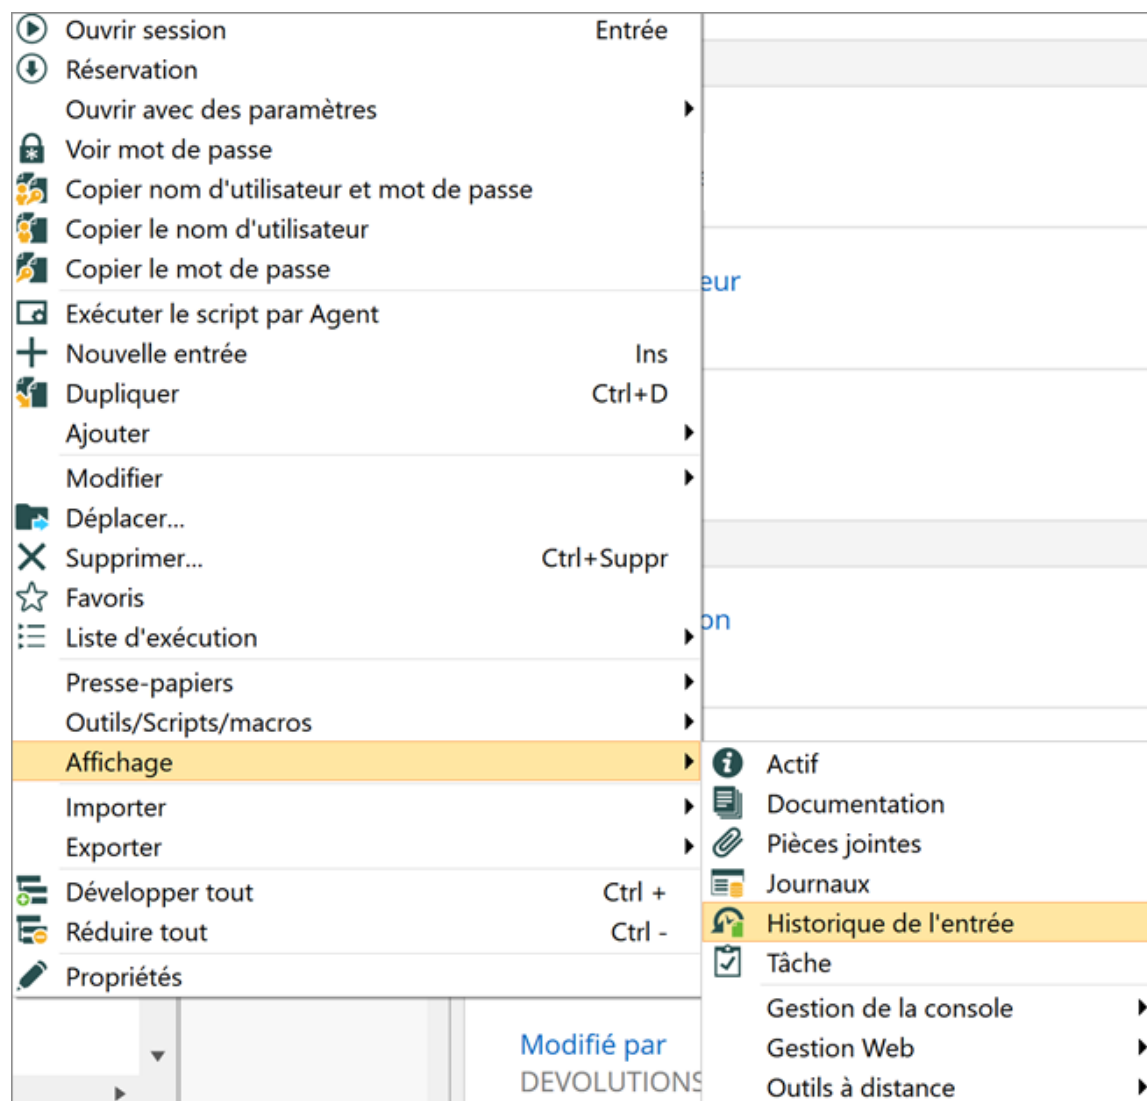 Ouvrir session Entrée
Réservation
Ouvrir avec des paramètres
Voir mot de passe
Copier nom d'utilisateur et mot de passe
Copier le nom d'utilisateur
Copier le mot de passe
eur
Exécuter le script par Agent
Nouvelle entrée Ins
Dupliquer Ctrl+D
Ajouter
Modifier
Déplacer...
Supprimer... Ctrl+Suppr
Favoris
on
Liste d'exécution
Presse-papiers
Outils/Scripts/macros
Affichage
Importer
Exporter
Développer tout Ctrl +
Réduire tout Ctrl -
Propriétés
Actif
Documentation
Pièces jointes
Journaux
Historique de l'entrée
Tâche
Gestion de la console
Gestion Web
Outils à distance
Modifié par
DEVOLUTIONS